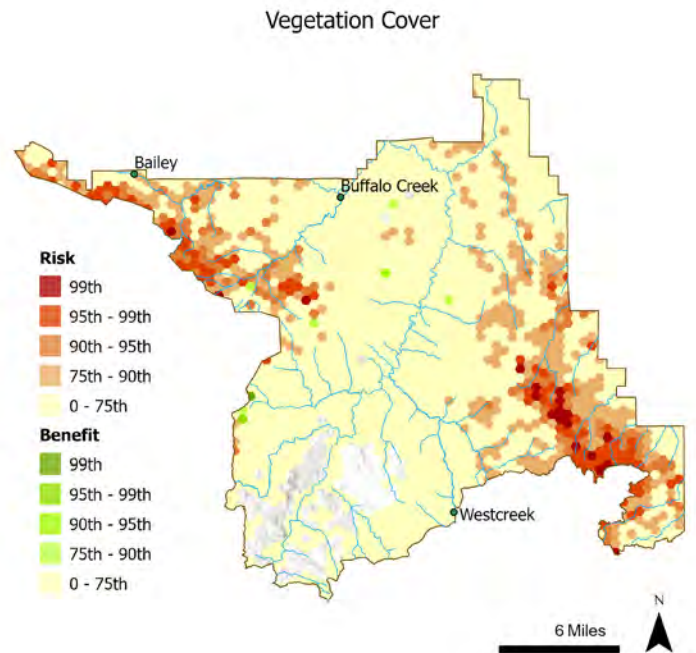 Vegetation Cover
Bailey
Buffalo Creek
Risk
99th
95th - 99th
90th - 95th
75th - 90th
0 - 75th
Benefit
99th
95th - 99th
90th - 95th
75th - 90th
0 - 75th
Westcreek
N
6 Miles